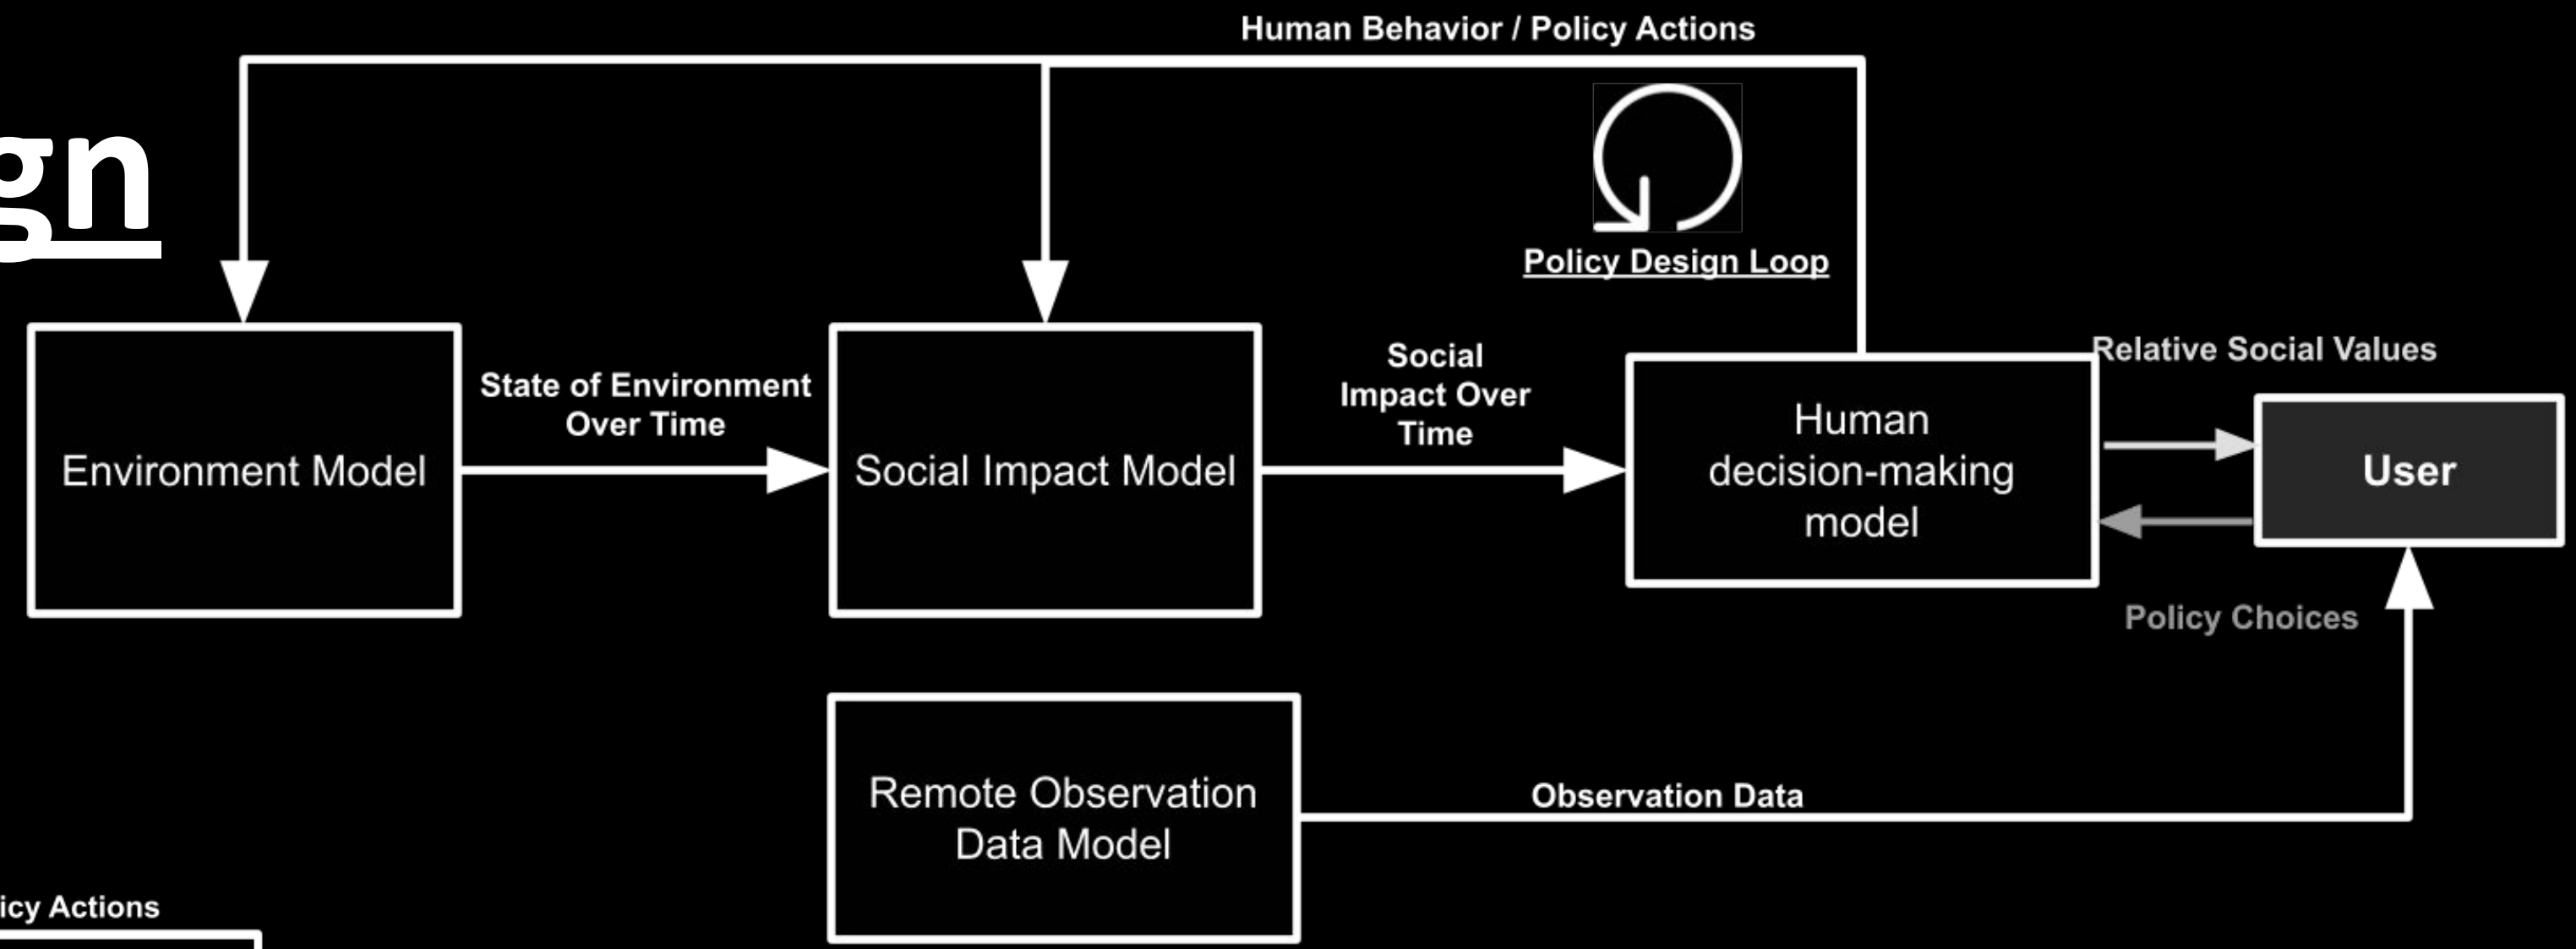 Human Behavior / Policy Actions
gn
Policy Design Loop
Relative Social Values
Social
Impact Over
Time
State of Environment
Over Time
Environment Model
Social Impact Model
Human
decision-making
model
User
Policy Choices
Remote Observation
Data Model
Observation Data
icy Actions